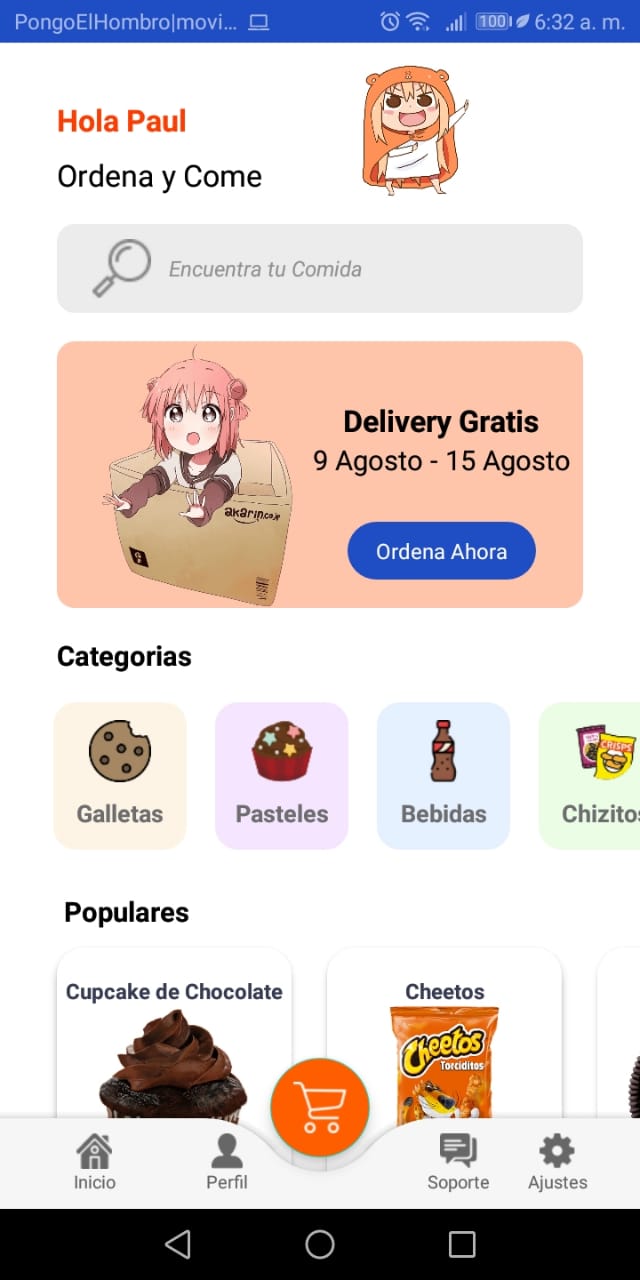 PongoElHombro|movi... 100 6:32 a. m.
Hola Paul
Ordena y Come
Encuentra tu Comida
Delivery Gratis
9 Agosto - 15 Agosto
akarin.co.jp
Ordena Ahora
Categorias
CRISPS
Galletas Pasteles Bebidas Chizitos
Populares
Cupcake de Chocolate Cheetos
Cheetos
Torciditos
Inicio Perfil Soporte Ajustes